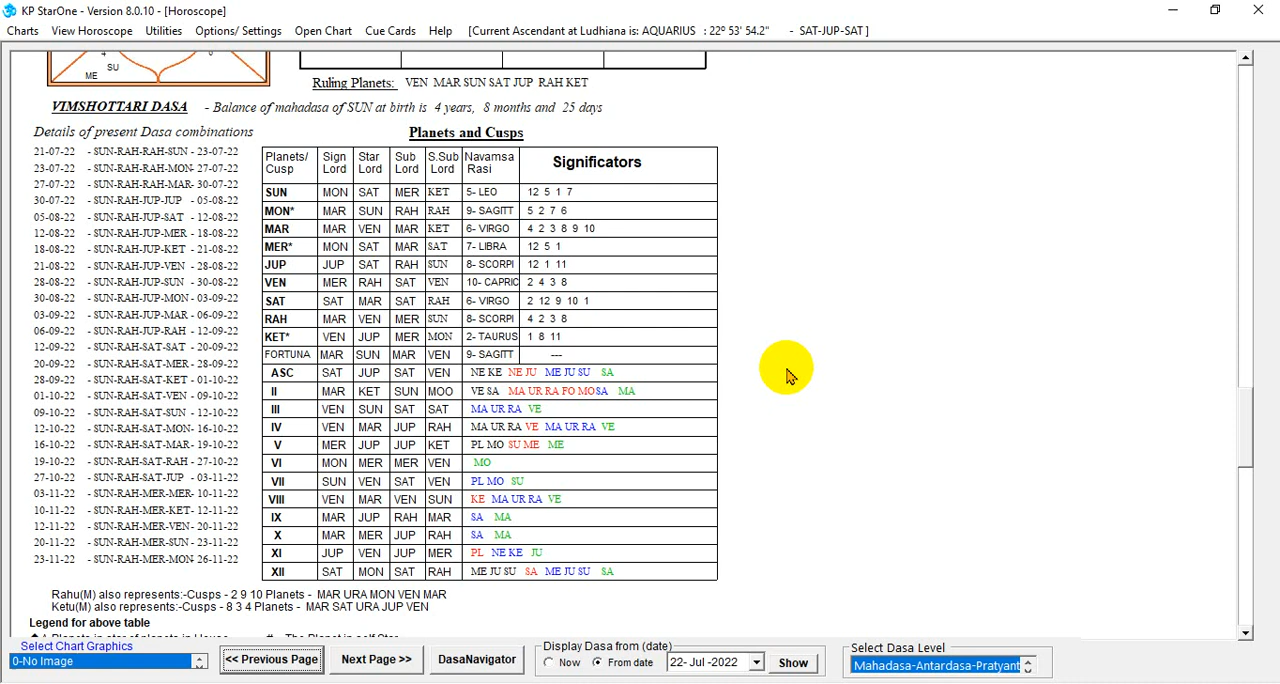 KP StarOne - Version 8.0.10 - [Horoscope]
Charts View Horoscope Utilities Options/ Settings Open Chart Cue Cards Help [Current Ascendant at Ludhiana is: AQUARIUS : 22º 53' 54.2" - SAT-JUP-SAT ]
4 SU
ME
Ruling Planets: VEN MAR SUN SAT JUP RAH KET
VIMSHOTTARI DASA - Balance of mahadasa of SUN at birth is 4 years, 8 months and 25 days
Details of present Dasa combinations
21-07-22 - SUN-RAH-RAH-SUN - 23-07-22
23-07-22 - SUN-RAH-RAH-MON- 27-07-22
27-07-22 - SUN-RAH-RAH-MAR - 30-07-22
30-07-22 - SUN-RAH-JUP-JUP - 05-08-22
05-08-22 - SUN-RAH-JUP-SAT - 12-08-22
12-08-22 - SUN-RAH-JUP-MER - 18-08-22
18-08-22 - SUN-RAH-JUP-KET - 21-08-22
21-08-22 - SUN-RAH-JUP-VEN - 28-08-22
28-08-22 - SUN-RAH-JUP-SUN - 30-08-22
30-08-22 - SUN-RAH-JUP-MON - 03-09-22
03-09-22 - SUN-RAH-JUP-MAR - 06-09-22
06-09-22 - SUN-RAH-JUP-RAH - 12-09-22
12-09-22 - SUN-RAH-SAT-SAT - 20-09-22
20-09-22 - SUN-RAH-SAT-MER - 28-09-22
28-09-22 - SUN-RAH-SAT-KET - 01-10-22
01-10-22 - SUN-RAH-SAT-VEN - 09-10-22
09-10-22 - SUN-RAH-SAT-SUN - 12-10-22
12-10-22 - SUN-RAH-SAT-MON - 16-10-22
16-10-22 - SUN-RAH-SAT-MAR - 19-10-22
19-10-22 - SUN-RAH-SAT-RAH - 27-10-22
27-10-22 - SUN-RAH-SAT-JUP - 03-11-22
03-11-22 - SUN-RAH-MER-MER- 10-11-22
10-11-22 - SUN-RAH-MER-KET - 12-11-22
12-11-22 - SUN-RAH-MER-VEN - 20-11-22
20-11-22 - SUN-RAH-MER-SUN - 23-11-22
23-11-22 - SUN-RAH-MER-MON- 26-11-22
Planets and Cusps
Planets/ Cusp Sign Lord Star Lord Sub Lord S.Sub Lord Navamsa Rasi Significators
SUN MON SAT MER KET 5- LEO 12 5 1 7
MON* MAR SUN RAH RAH 9- SAGITT 5 2 7 6
MAR MAR VEN MAR KET 6- VIRGO 4 2 3 8 9 10
MER* MON SAT MAR SAT 7- LIBRA 12 5 1
JUP JUP SAT RAH SUN 8- SCORPI 12 1 11
VEN MER RAH SAT VEN 10- CAPRIC 2 4 3 8
SAT SAT MAR SAT RAH 6- VIRGO 2 12 9 10 1
RAH MAR VEN MER SUN 8- SCORPI 4 2 3 8
KET* VEN JUP MER MON 2- TAURUS 1 8 11
FORTUNA MAR SUN MAR VEN 9- SAGITT ---
ASC SAT JUP SAT VEN NE KE NE JU ME JU SU SA
II MAR KET SUN MOO VE SA MA UR RA FO MO SA MA
III VEN SUN SAT SAT MA UR RA VE
IV VEN MAR JUP RAH MA UR RA VE MA UR RA VE
V MER JUP JUP KET PL MO SU ME ME
VI MON MER MER VEN MO
VII SUN VEN SAT VEN PL MO SU
VIII VEN MAR VEN SUN KE MA UR RA VE
IX MAR JUP RAH MAR SA MA
X MAR MER JUP RAH SA MA
XI JUP VEN JUP MER PL NE KE JU
XII SAT MON SAT RAH ME JU SU SA ME JU SU SA
Rahu(M) also represents:-Cusps - 2 9 10 Planets - MAR URA MON VEN MAR
Ketu(M) also represents:-Cusps - 8 3 4 Planets - MAR SAT URA JUP VEN
Legend for above table
A Planets in star of planets in House # - The Planet in self Star
Select Chart Graphics
0-No Image
<< Previous Page
Next Page >>
DasaNavigator
Display Dasa from (date)
Now From date 22- Jul -2022 Show
Select Dasa Level
Mahadasa-Antardasa-Pratyant